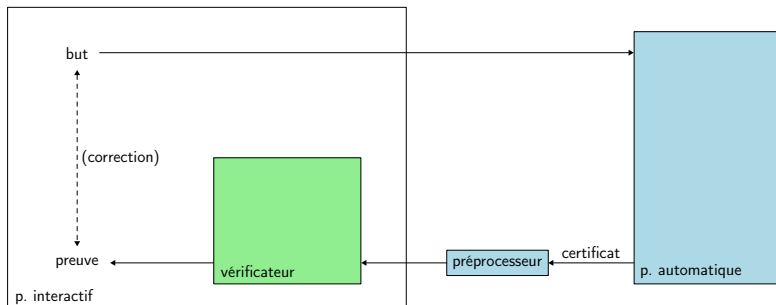 but
(correction)
certificat
preuve
préprocesseur
vérificateur
p. automatique
p. interactif